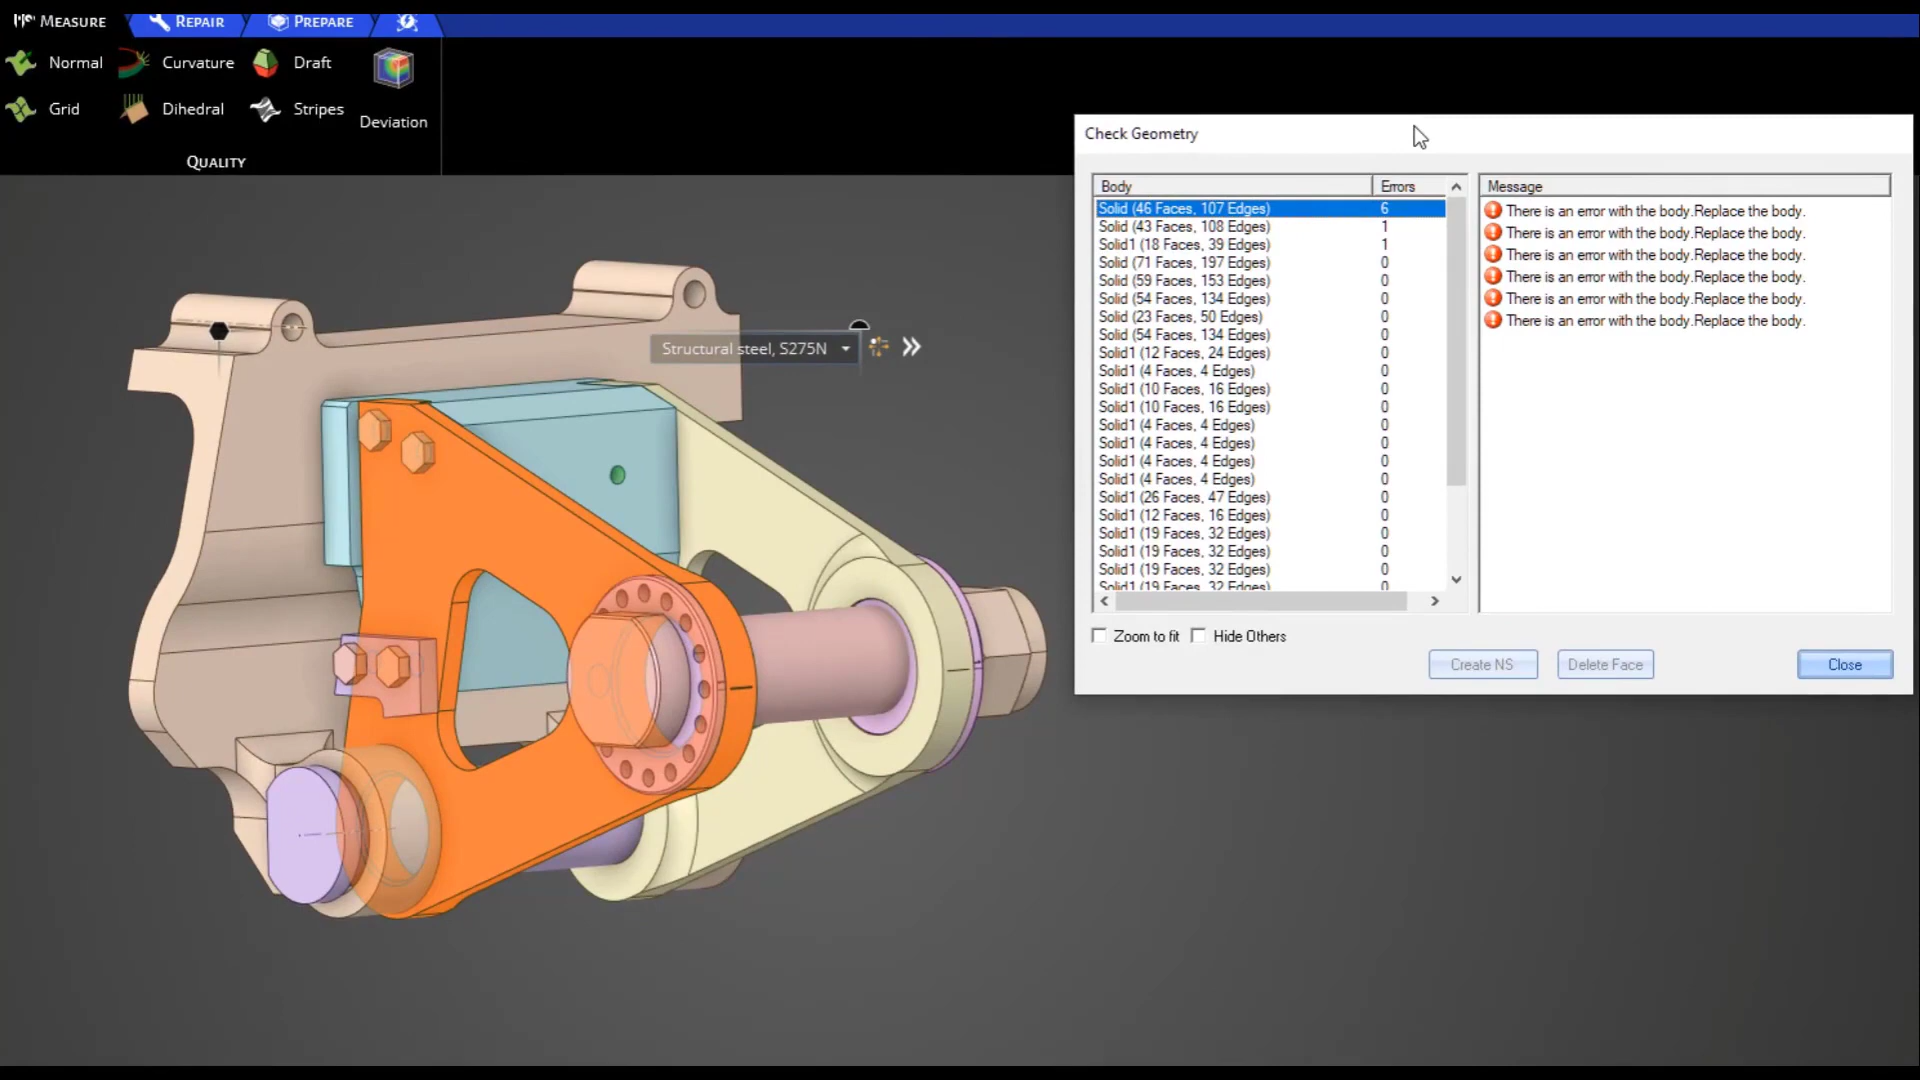 MEASURE
REPAIR
PREPARE
Normal
Curvature
Draft
Grid
Dihedral
Stripes
Deviation
QUALITY
Structural steel, S275N
Check Geometry
Body Errors
Solid (46 Faces, 107 Edges) 6
Solid (43 Faces, 108 Edges) 1
Solid1 (18 Faces, 39 Edges) 1
Solid (71 Faces, 197 Edges) 0
Solid (59 Faces, 153 Edges) 0
Solid (54 Faces, 134 Edges) 0
Solid (23 Faces, 50 Edges) 0
Solid (54 Faces, 134 Edges) 0
Solid1 (12 Faces, 24 Edges) 0
Solid1 (4 Faces, 4 Edges) 0
Solid1 (10 Faces, 16 Edges) 0
Solid1 (10 Faces, 16 Edges) 0
Solid1 (4 Faces, 4 Edges) 0
Solid1 (4 Faces, 4 Edges) 0
Solid1 (4 Faces, 4 Edges) 0
Solid1 (4 Faces, 4 Edges) 0
Solid1 (26 Faces, 47 Edges) 0
Solid1 (12 Faces, 16 Edges) 0
Solid1 (19 Faces, 32 Edges) 0
Solid1 (19 Faces, 32 Edges) 0
Solid1 (19 Faces, 32 Edges) 0
Solid1 (19 Faces, 32 Edges) 0
Message
There is an error with the body.Replace the body.
There is an error with the body.Replace the body.
There is an error with the body.Replace the body.
There is an error with the body.Replace the body.
There is an error with the body.Replace the body.
There is an error with the body.Replace the body.
Zoom to fit
Hide Others
Create NS
Delete Face
Close